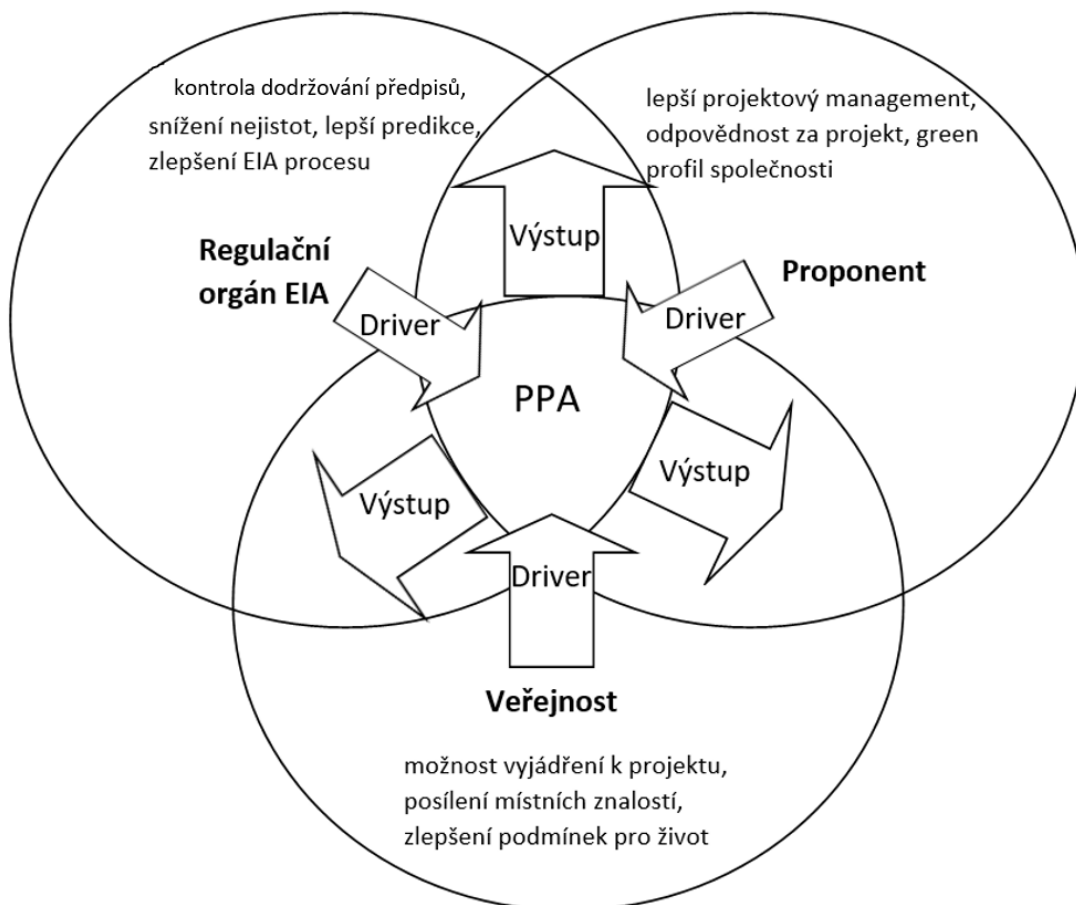 kontrola dodržování předpisů,
snížení nejistot, lepší predikce,
zlepšení EIA procesu
lepší projektový management,
odpovědnost za projekt, green
profil společnosti
Výstup
Regulační
orgán EIA
Proponent
Driver
Driver
PPA
Výstup
Výstup
Driver
Veřejnost
možnost vyjádření k projektu,
posílení místních znalostí,
zlepšení podmínek pro život